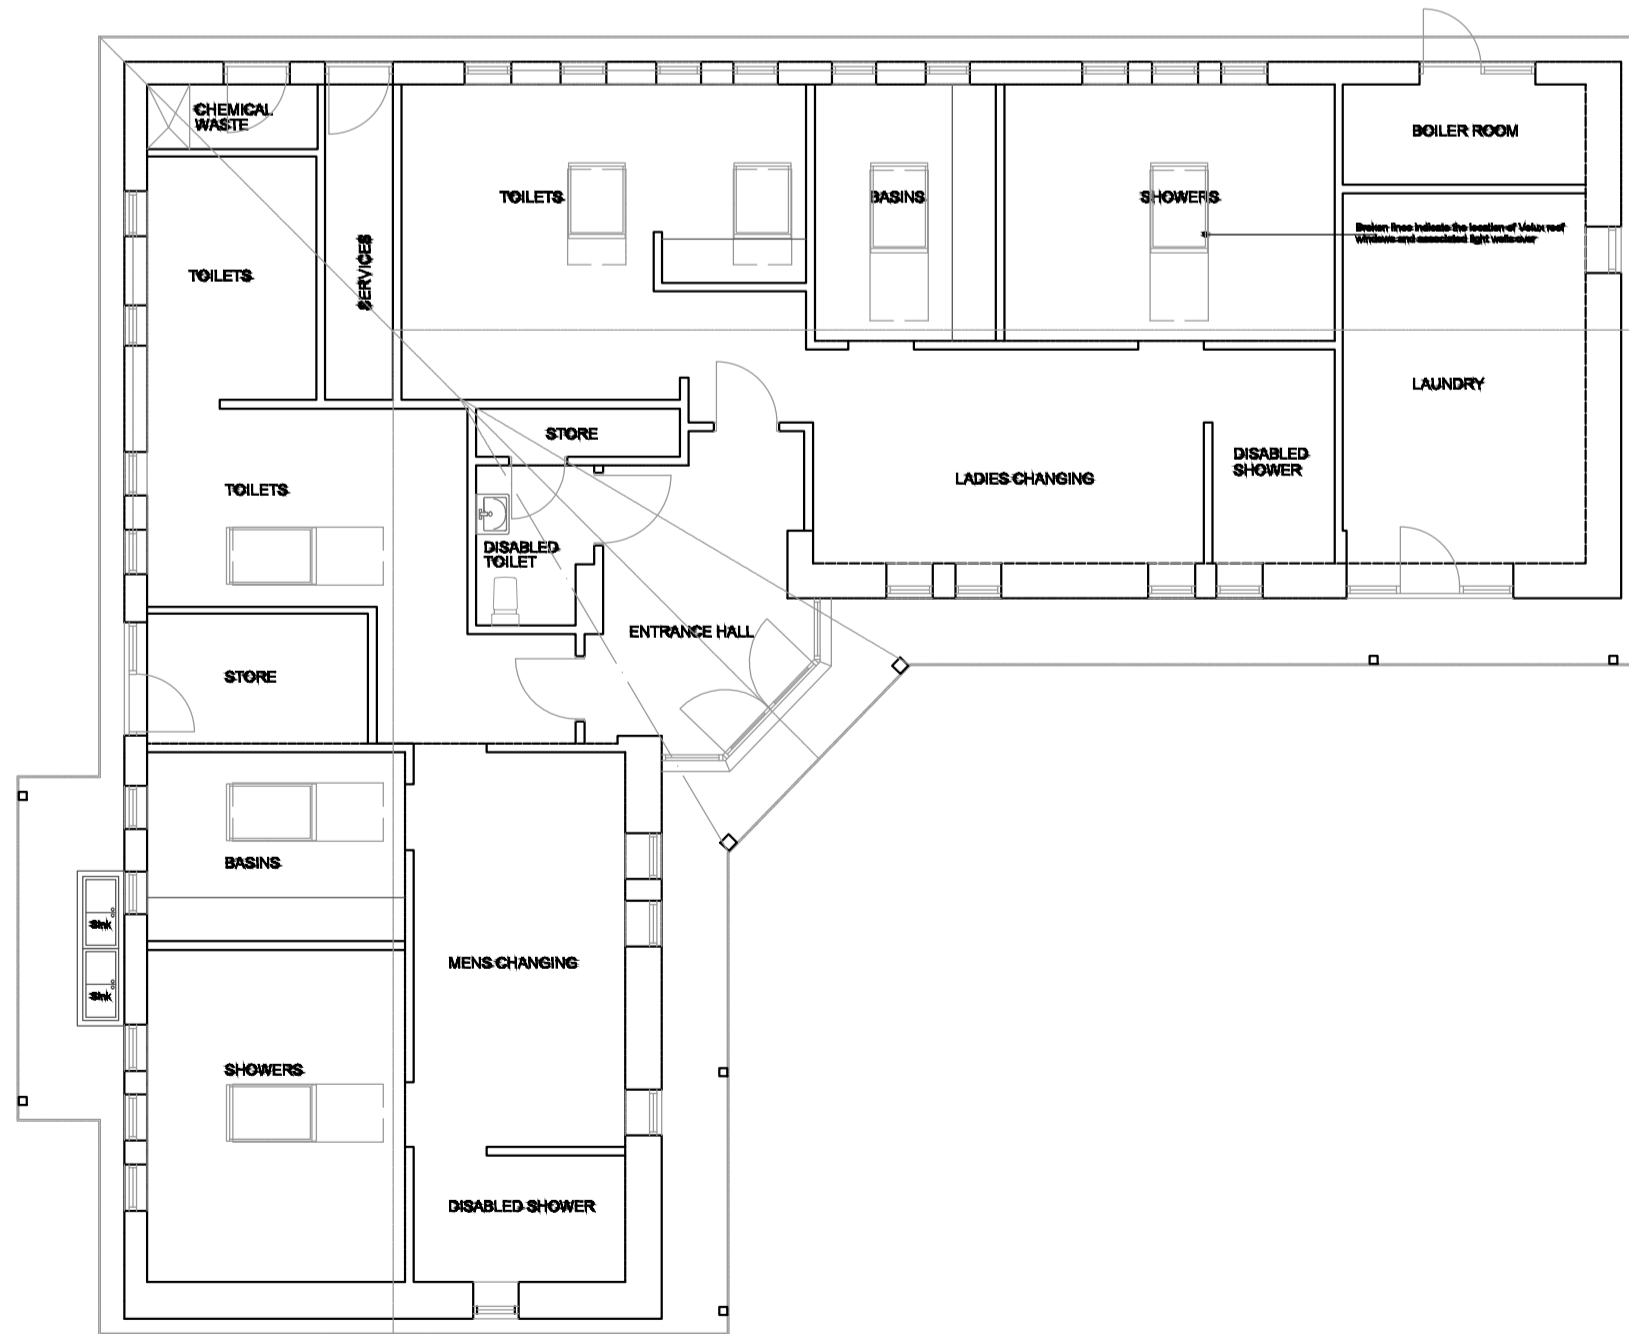 CHEMICAL
WASTE
BOILER ROOM
TOILETS
BASINS
SHOWERS
Broken lines indicate the location of Velux roof
windows and associated light wells over
TOILETS
SERVICES
LAUNDRY
STORE
DISABLED
SHOWER
LADIES CHANGING
TOILETS
DISABLED
TOILET
ENTRANCE HALL
STORE
BASINS
Sink
MENS CHANGING
Sink
SHOWERS
DISABLED SHOWER